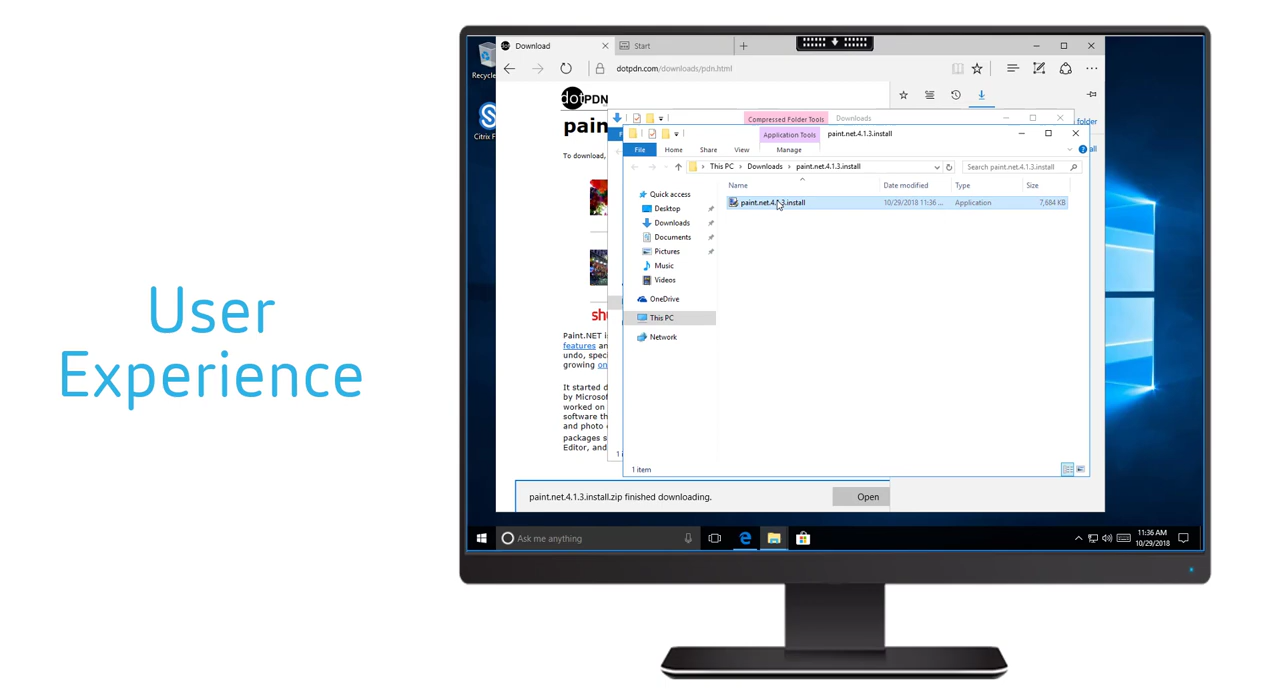 User
Experience
Recycle
Citrix F
Download
Start
dotpdn.com/downloads/pdn.html
dotPDN
folder
all
pain
To download,
shu
Paint.NET i
features an
undo, speci
growing on
It started d
by Microsof
worked on
software th
and photo
packages s
Editor, and
Compressed Folder Tools
Downloads
F
1 i
Application Tools
paint.net.4.1.3.install
File
Home
Share
View
Manage
This PC > Downloads > paint.net.4.1.3.install
Search paint.net.4.1.3.install
Name
Date modified
Type
Size
paint.net.4.1.3.install
10/29/2018 11:36 ...
Application
7,684 KB
Quick access
Desktop
Downloads
Documents
Pictures
Music
Videos
OneDrive
This PC
Network
1 item
paint.net.4.1.3.install.zip finished downloading.
Open
Ask me anything
11:36 AM
10/29/2018